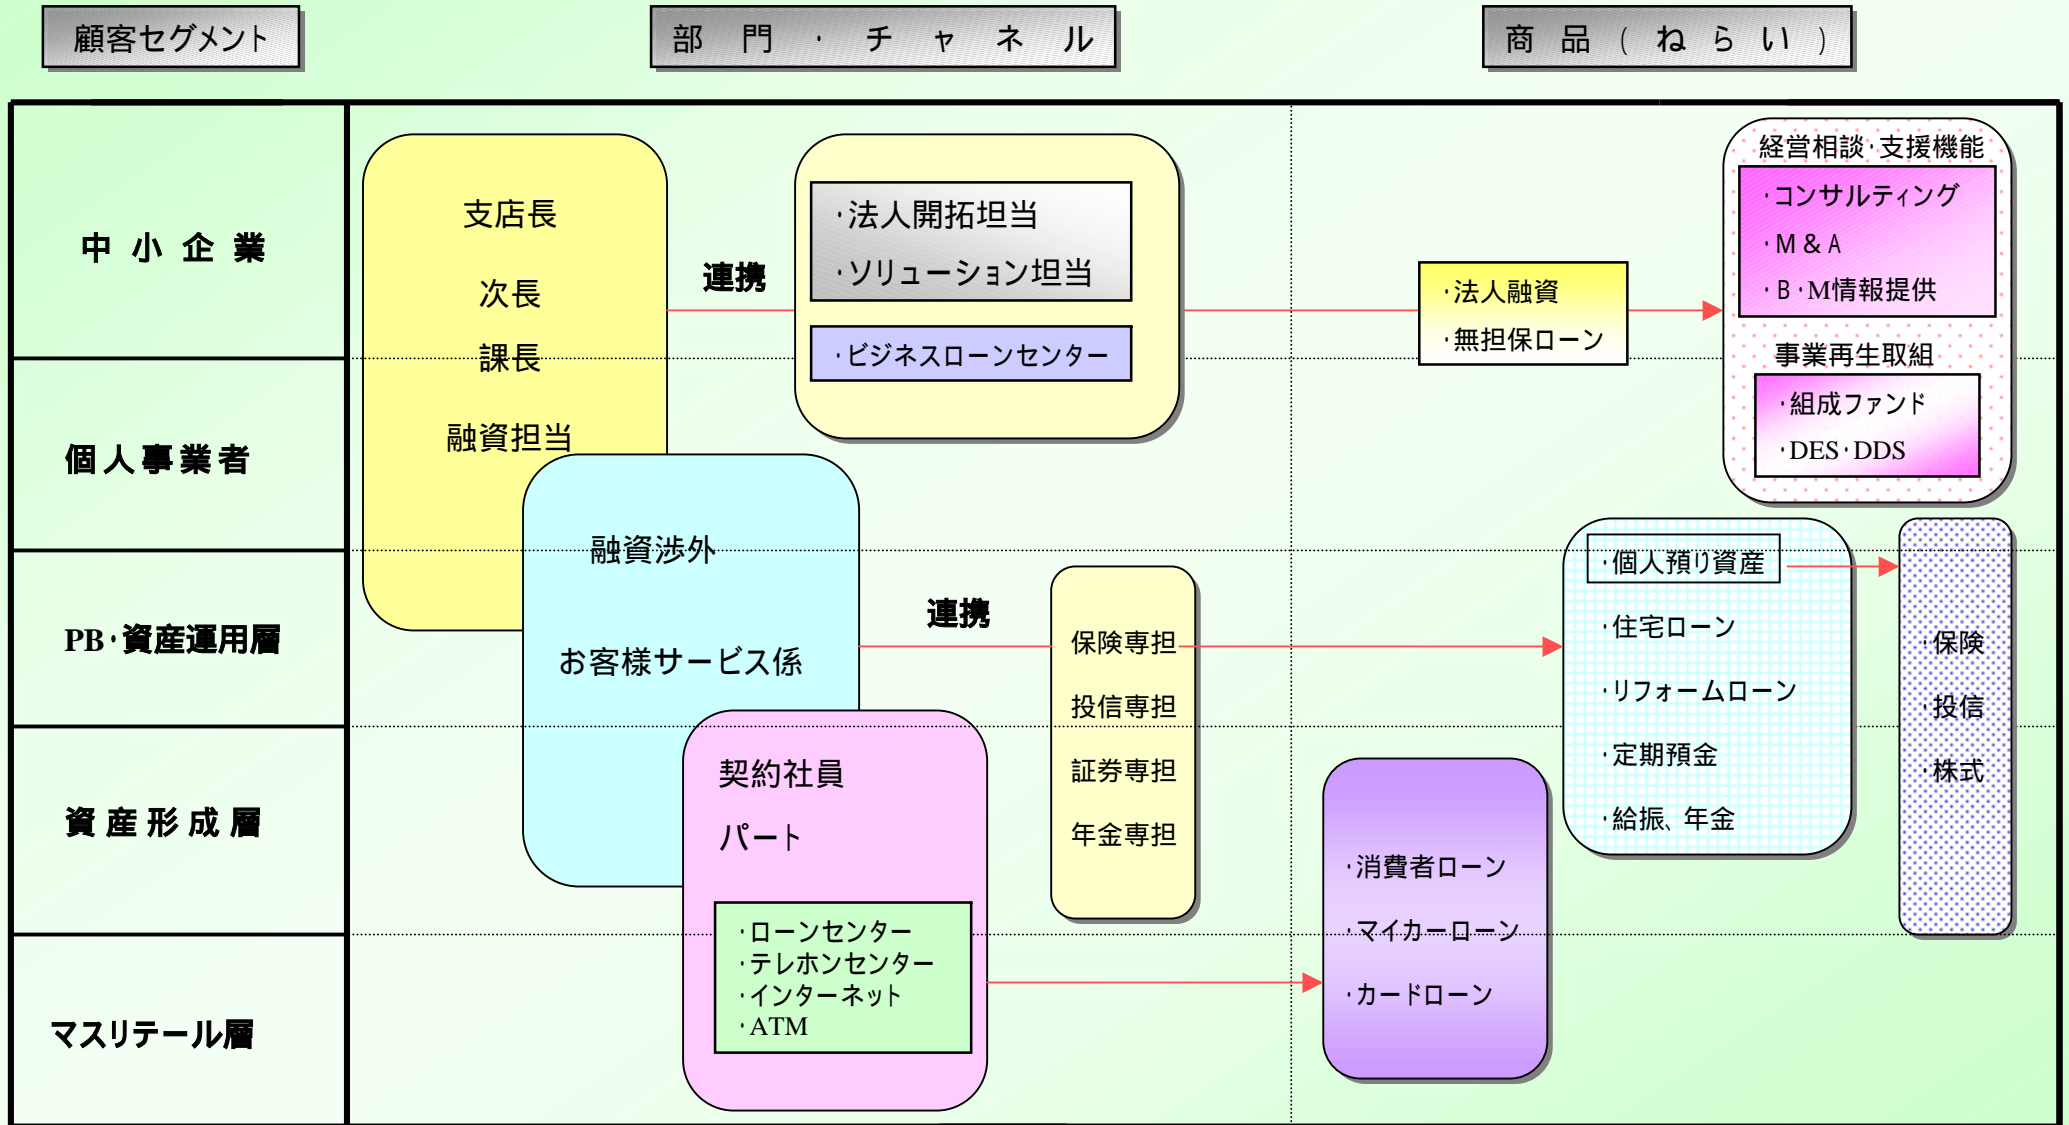 顧客セグメント
部門・チャネル
商品(ねらい)
中小企業
個人事業者
PB・資産運用層
資産形成層
マスリテール層
支店長
次長
課長
融資担当
連携
・法人開拓担当
・ソリューション担当
・ビジネスローンセンター
・法人融資
・無担保ローン
経営相談・支援機能
・コンサルティング
・M&A
・B・M情報提供
事業再生取組
・組成ファンド
・DES・DDS
融資渉外
お客様サービス係
連携
保険専担
投信専担
証券専担
年金専担
・個人預り資産
・住宅ローン
・リフォームローン
・定期預金
・給振、年金
・保険
・投信
・株式
契約社員
パート
・ローンセンター
・テレホンセンター
・インターネット
・ATM
・消費者ローン
・マイカーローン
・カードローン